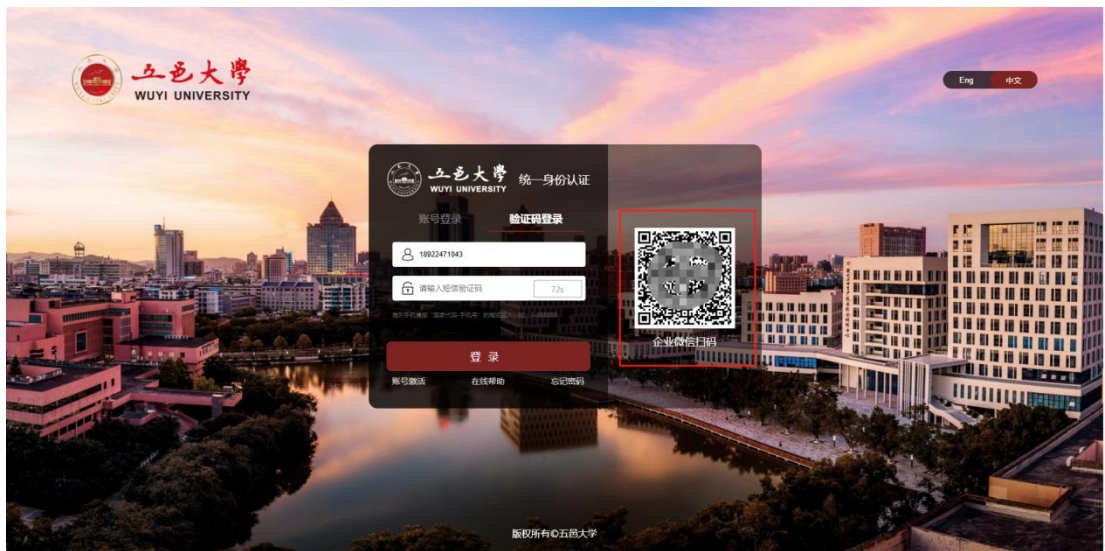 五邑大學
WUYI UNIVERSITY
Eng 中文
五邑大學
WUYI UNIVERSITY
统一身份认证
账号登录 验证码登录
18922471043
请输入短信验证码 72s
登 录
账号激活 在线帮助 忘记密码
企业微信扫码
版权所有©五邑大学